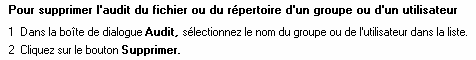 Pour supprimer l'audit du fichier ou du répertoire d'un groupe ou d'un utilisateur
1 Dans la boîte de dialogue Audit, sélectionnez le nom du groupe ou de l'utilisateur dans la liste.
2 Cliquez sur le bouton Supprimer.